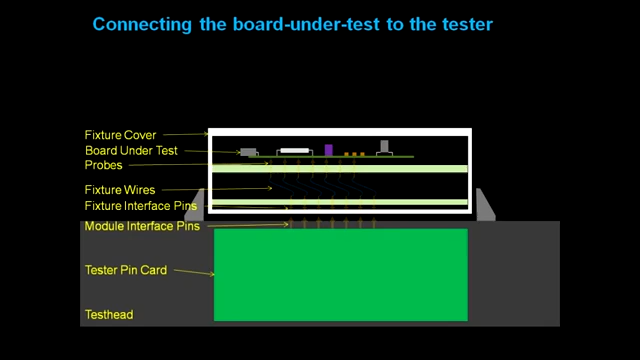 Connecting the board-under-test to the tester
Fixture Cover
Board Under Test
Probes
Fixture Wires
Fixture Interface Pins
Module Interface Pins
Tester Pin Card
Testhead